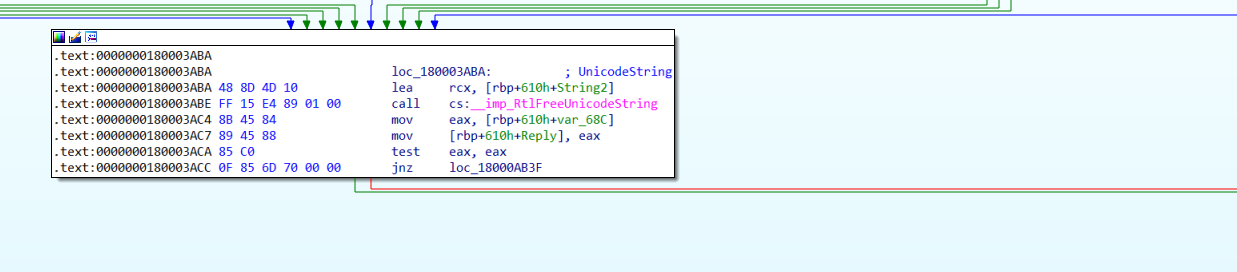 .text:0000000180003ABA
.text:0000000180003ABA loc_180003ABA: ; UnicodeString
.text:0000000180003ABA 48 8D 4D 10 lea rcx, [rbp+610h+String2]
.text:0000000180003ABE FF 15 E4 89 01 00 call cs:__imp_RtlFreeUnicodeString
.text:0000000180003AC4 8B 45 84 mov eax, [rbp+610h+var_68C]
.text:0000000180003AC7 89 45 88 mov [rbp+610h+Reply], eax
.text:0000000180003ACA 85 C0 test eax, eax
.text:0000000180003ACC 0F 85 6D 70 00 00 jnz loc_18000AB3F